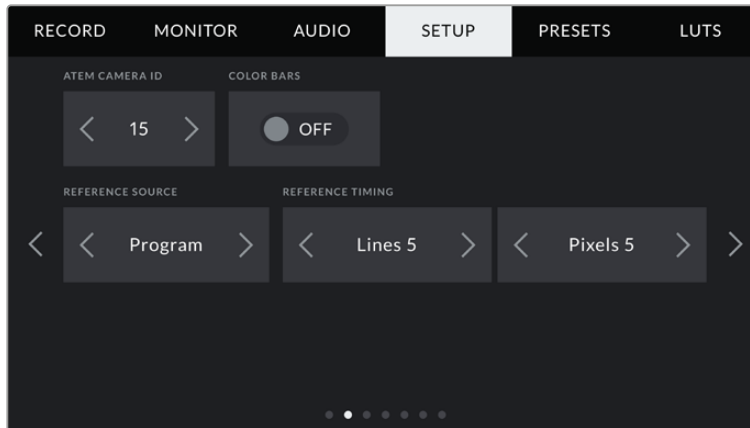 RECORD MONITOR AUDIO SETUP PRESETS LUTS
ATEM CAMERA ID COLOR BARS
15 OFF
REFERENCE SOURCE REFERENCE TIMING
Program Lines 5 Pixels 5